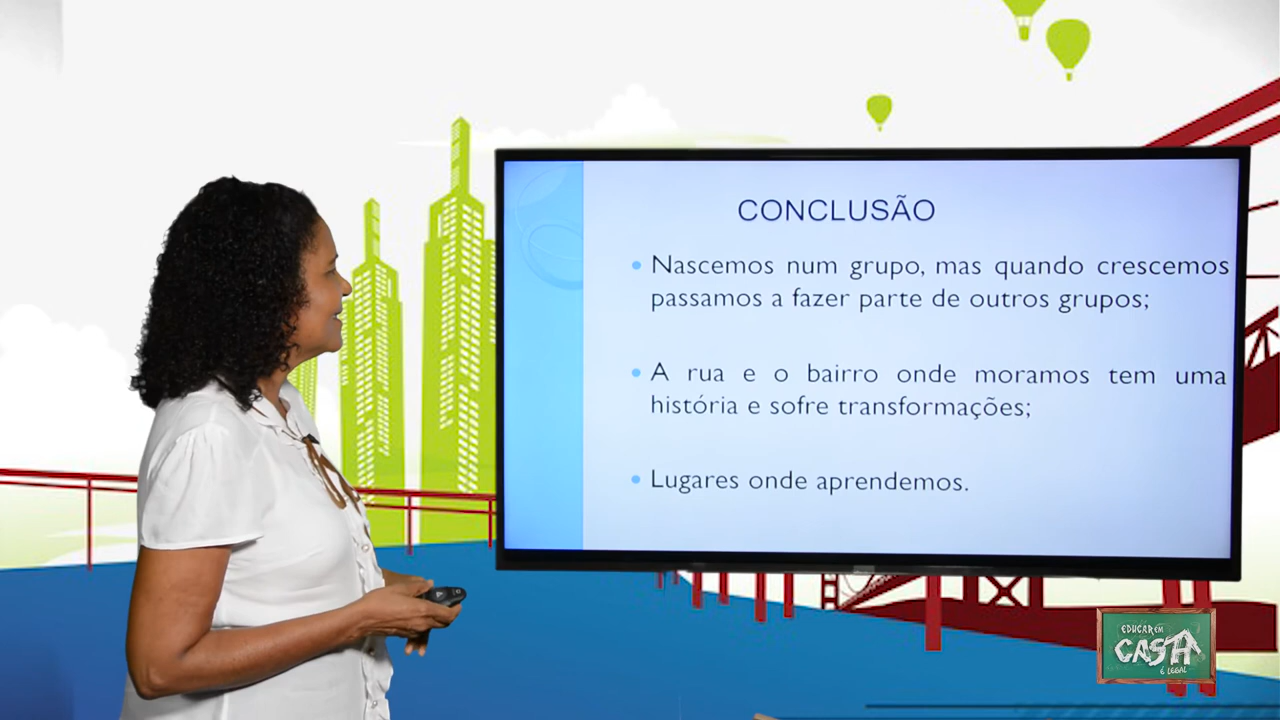 CONCLUSÃO
Nascemos num grupo, mas quando crescemos
passamos a fazer parte de outros grupos;
A rua e o bairro onde moramos tem uma
história e sofre transformações;
Lugares onde aprendemos.
EDUCAR EM
CASA
É LEGAL